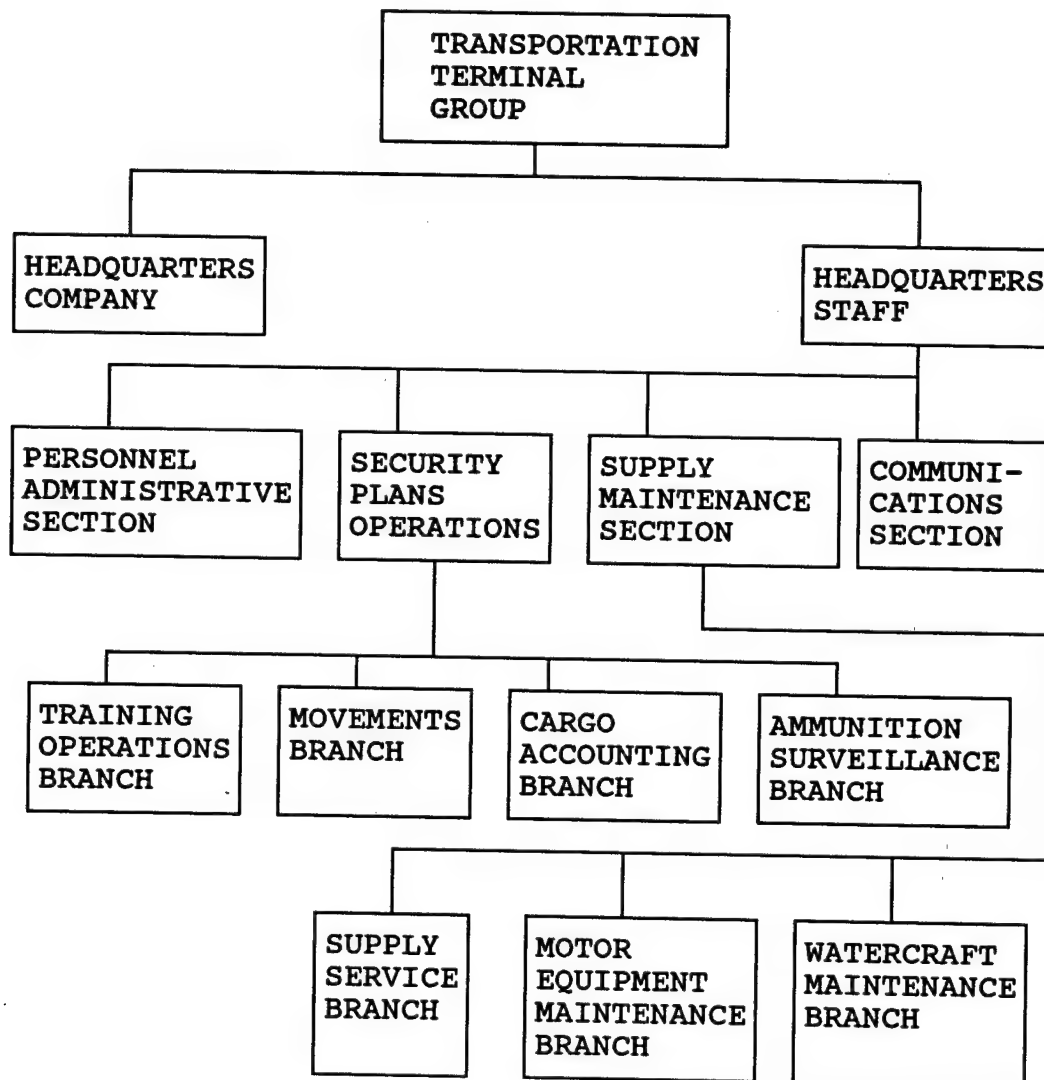 TRANSPORTATION
TERMINAL
GROUP
HEADQUARTERS
COMPANY
HEADQUARTERS
STAFF
PERSONNEL
ADMINISTRATIVE
SECTION
SECURITY
PLANS
OPERATIONS
SUPPLY
MAINTENANCE
SECTION
COMMUNI-
CATIONS
SECTION
TRAINING
OPERATIONS
BRANCH
MOVEMENTS
BRANCH
CARGO
ACCOUNTING
BRANCH
AMMUNITION
SURVEILLANCE
BRANCH
SUPPLY
SERVICE
BRANCH
MOTOR
EQUIPMENT
MAINTENANCE
BRANCH
WATERCRAFT
MAINTENANCE
BRANCH